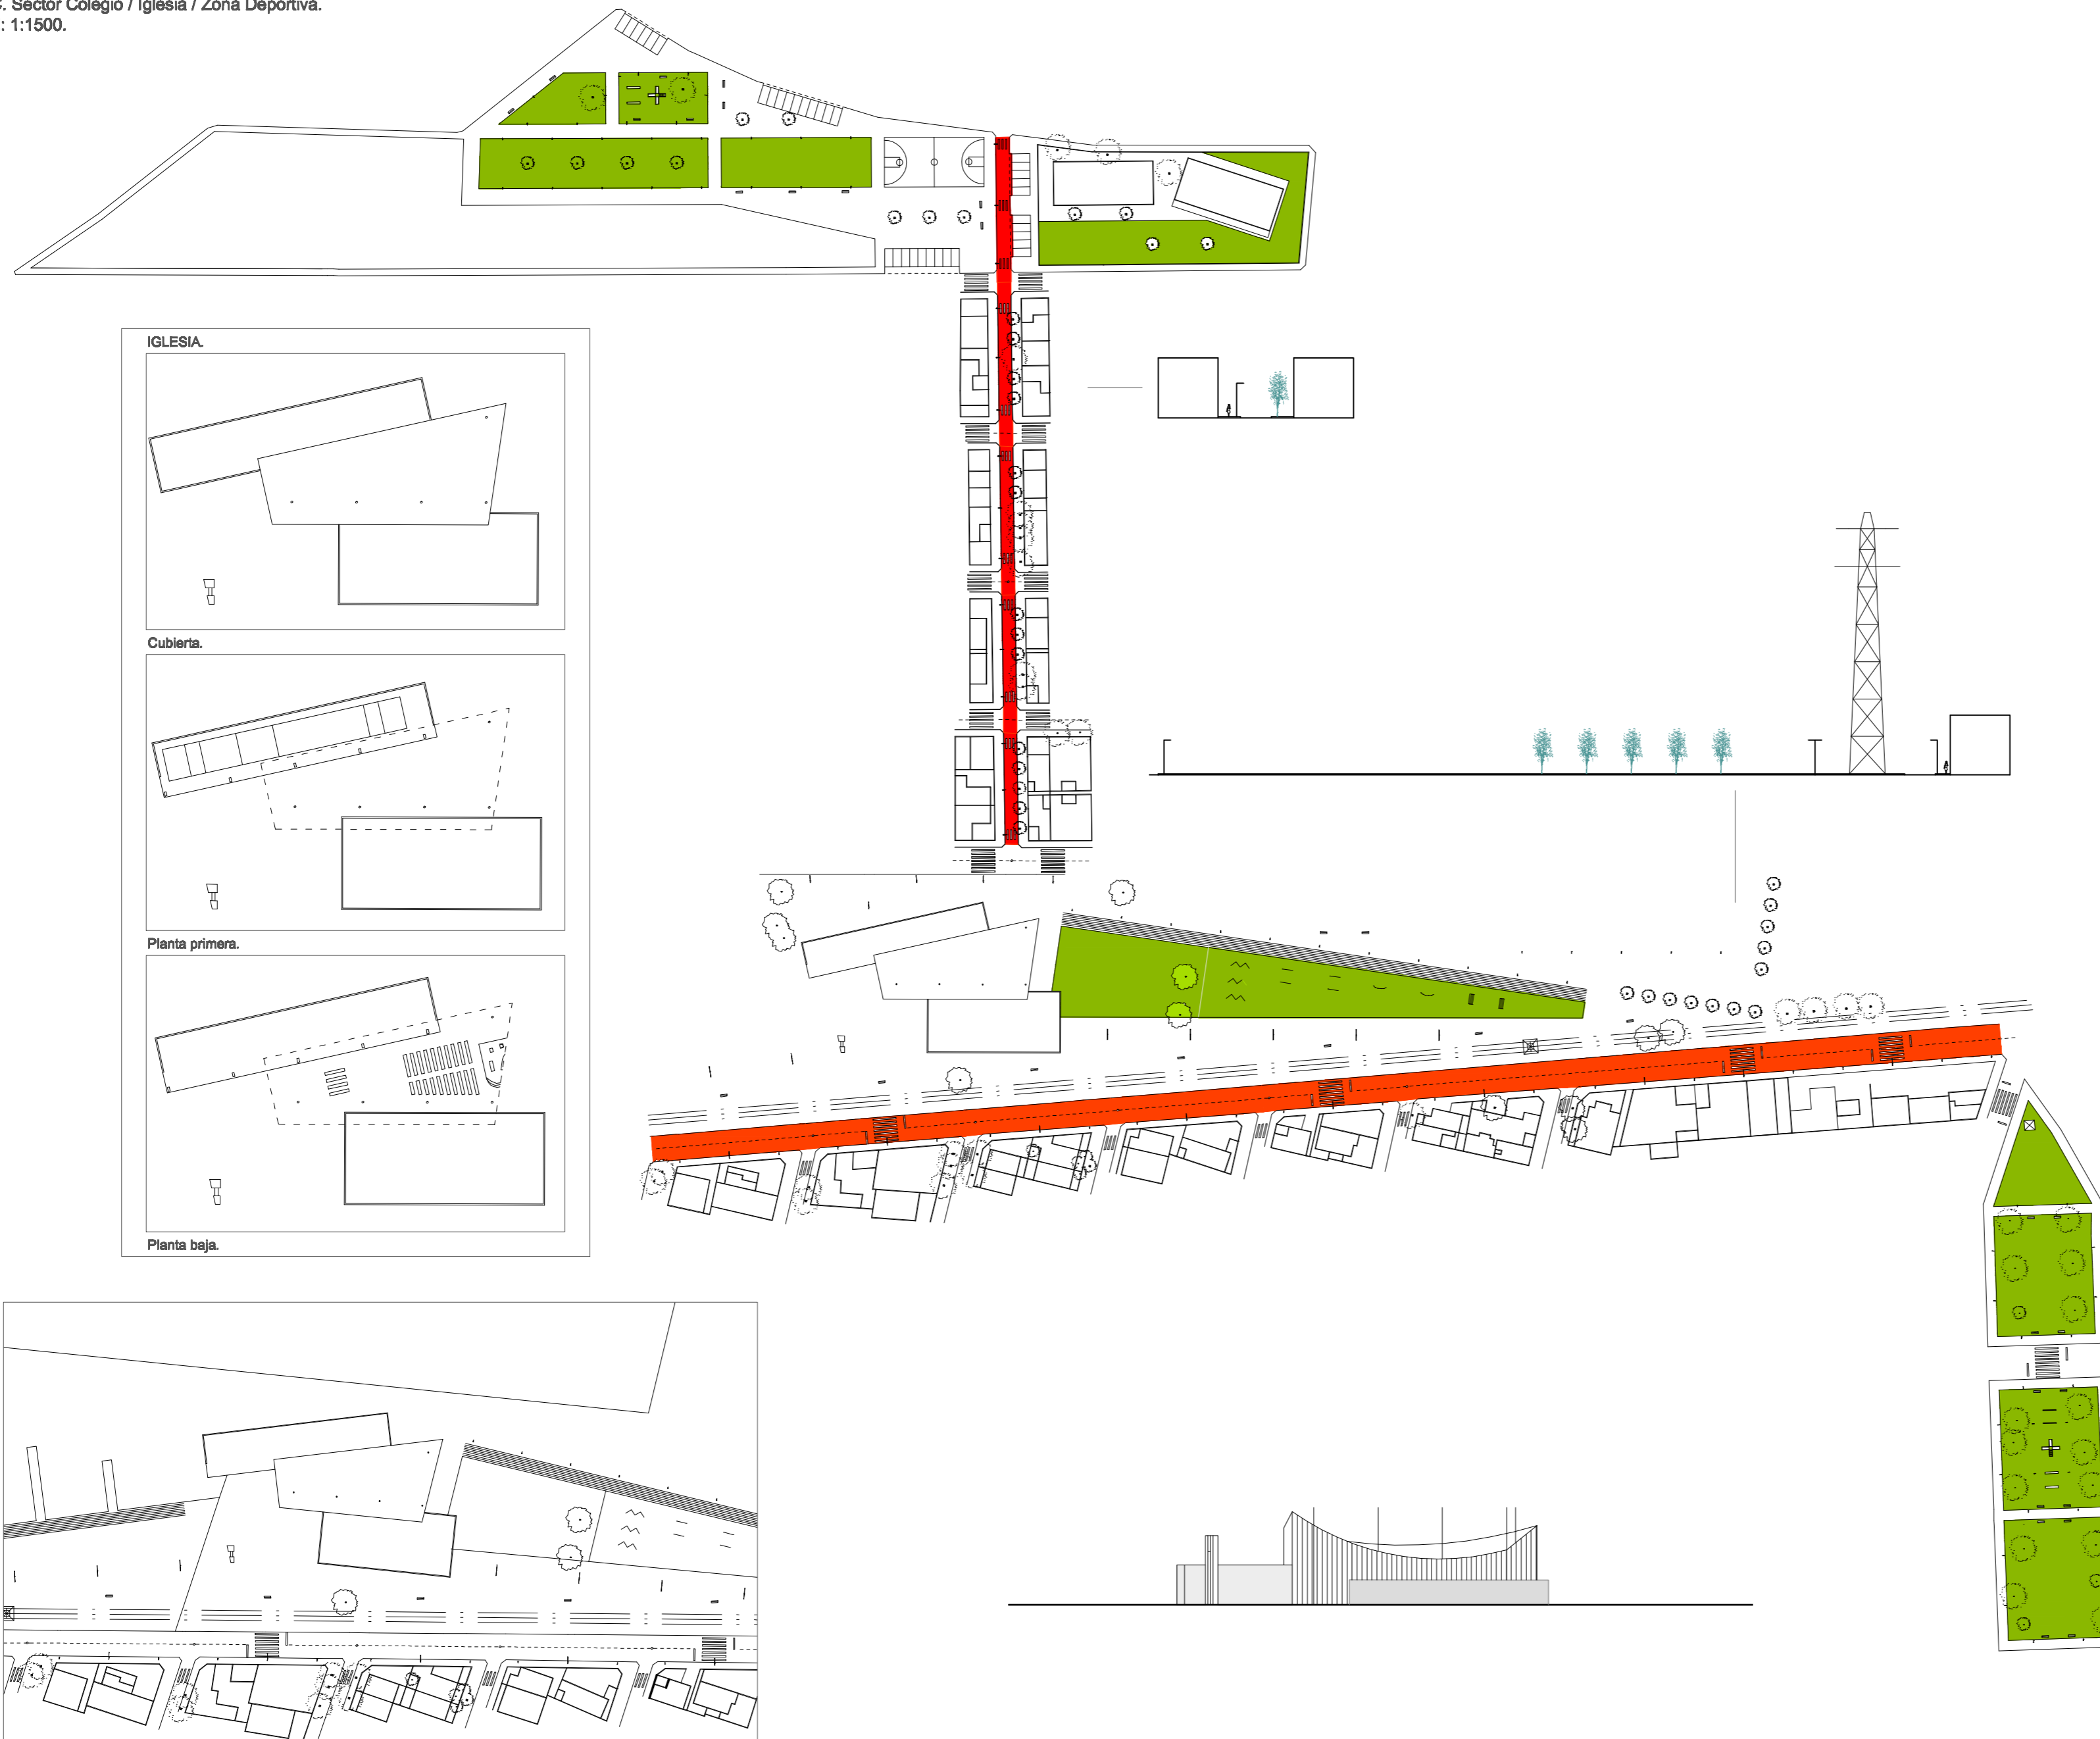 . Sector Colegio / Iglesia / Zona Deportiva.
: 1:1500.
IGLESIA.
Cubierta.
Planta primera.
Planta baja.